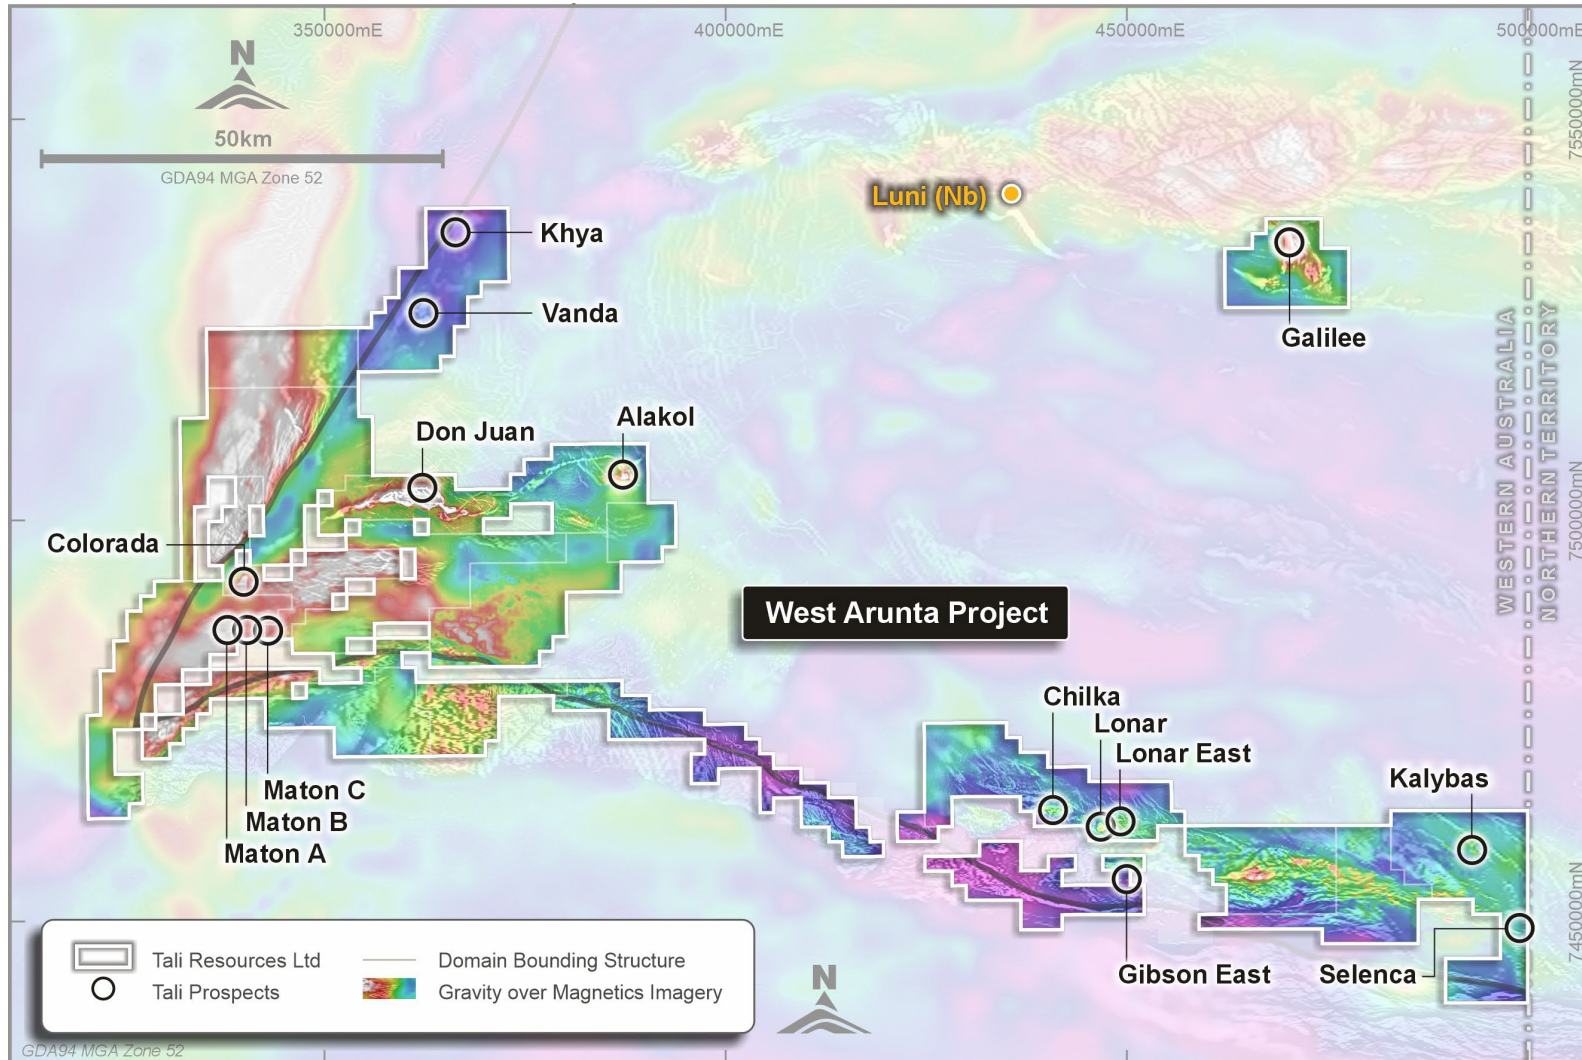 350000mE
400000mE
450000mE
500000mE
N
50km
GDA94 MGA Zone 52
7550000mN
Luni (Nb)
Khya
Vanda
Galilee
WESTERN AUSTRALIA
NORTHERN TERRITORY
Alakol
Don Juan
7500000mN
Colorada
West Arunta Project
Chilka
Lonar
Lonar East
Kalybas
Maton C
Maton B
Maton A
7450000mN
Gibson East
Selenca
Tali Resources Ltd
Domain Bounding Structure
Tali Prospects
Gravity over Magnetics Imagery
N
GDA94 MGA Zone 52